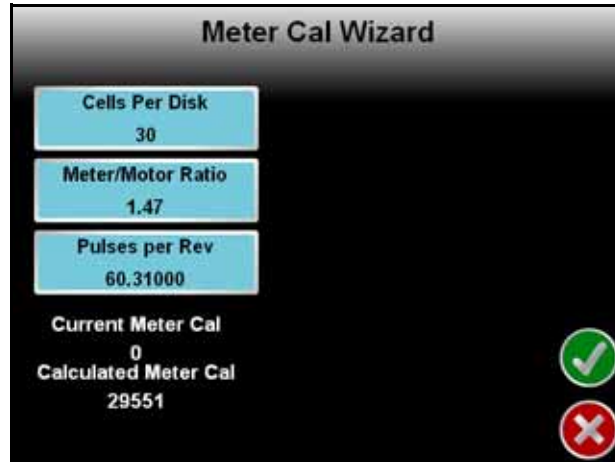 Meter Cal Wizard
Cells Per Disk
30
Meter/Motor Ratio
1.47
Pulses per Rev
60.31000
Current Meter Cal
0
Calculated Meter Cal
29551